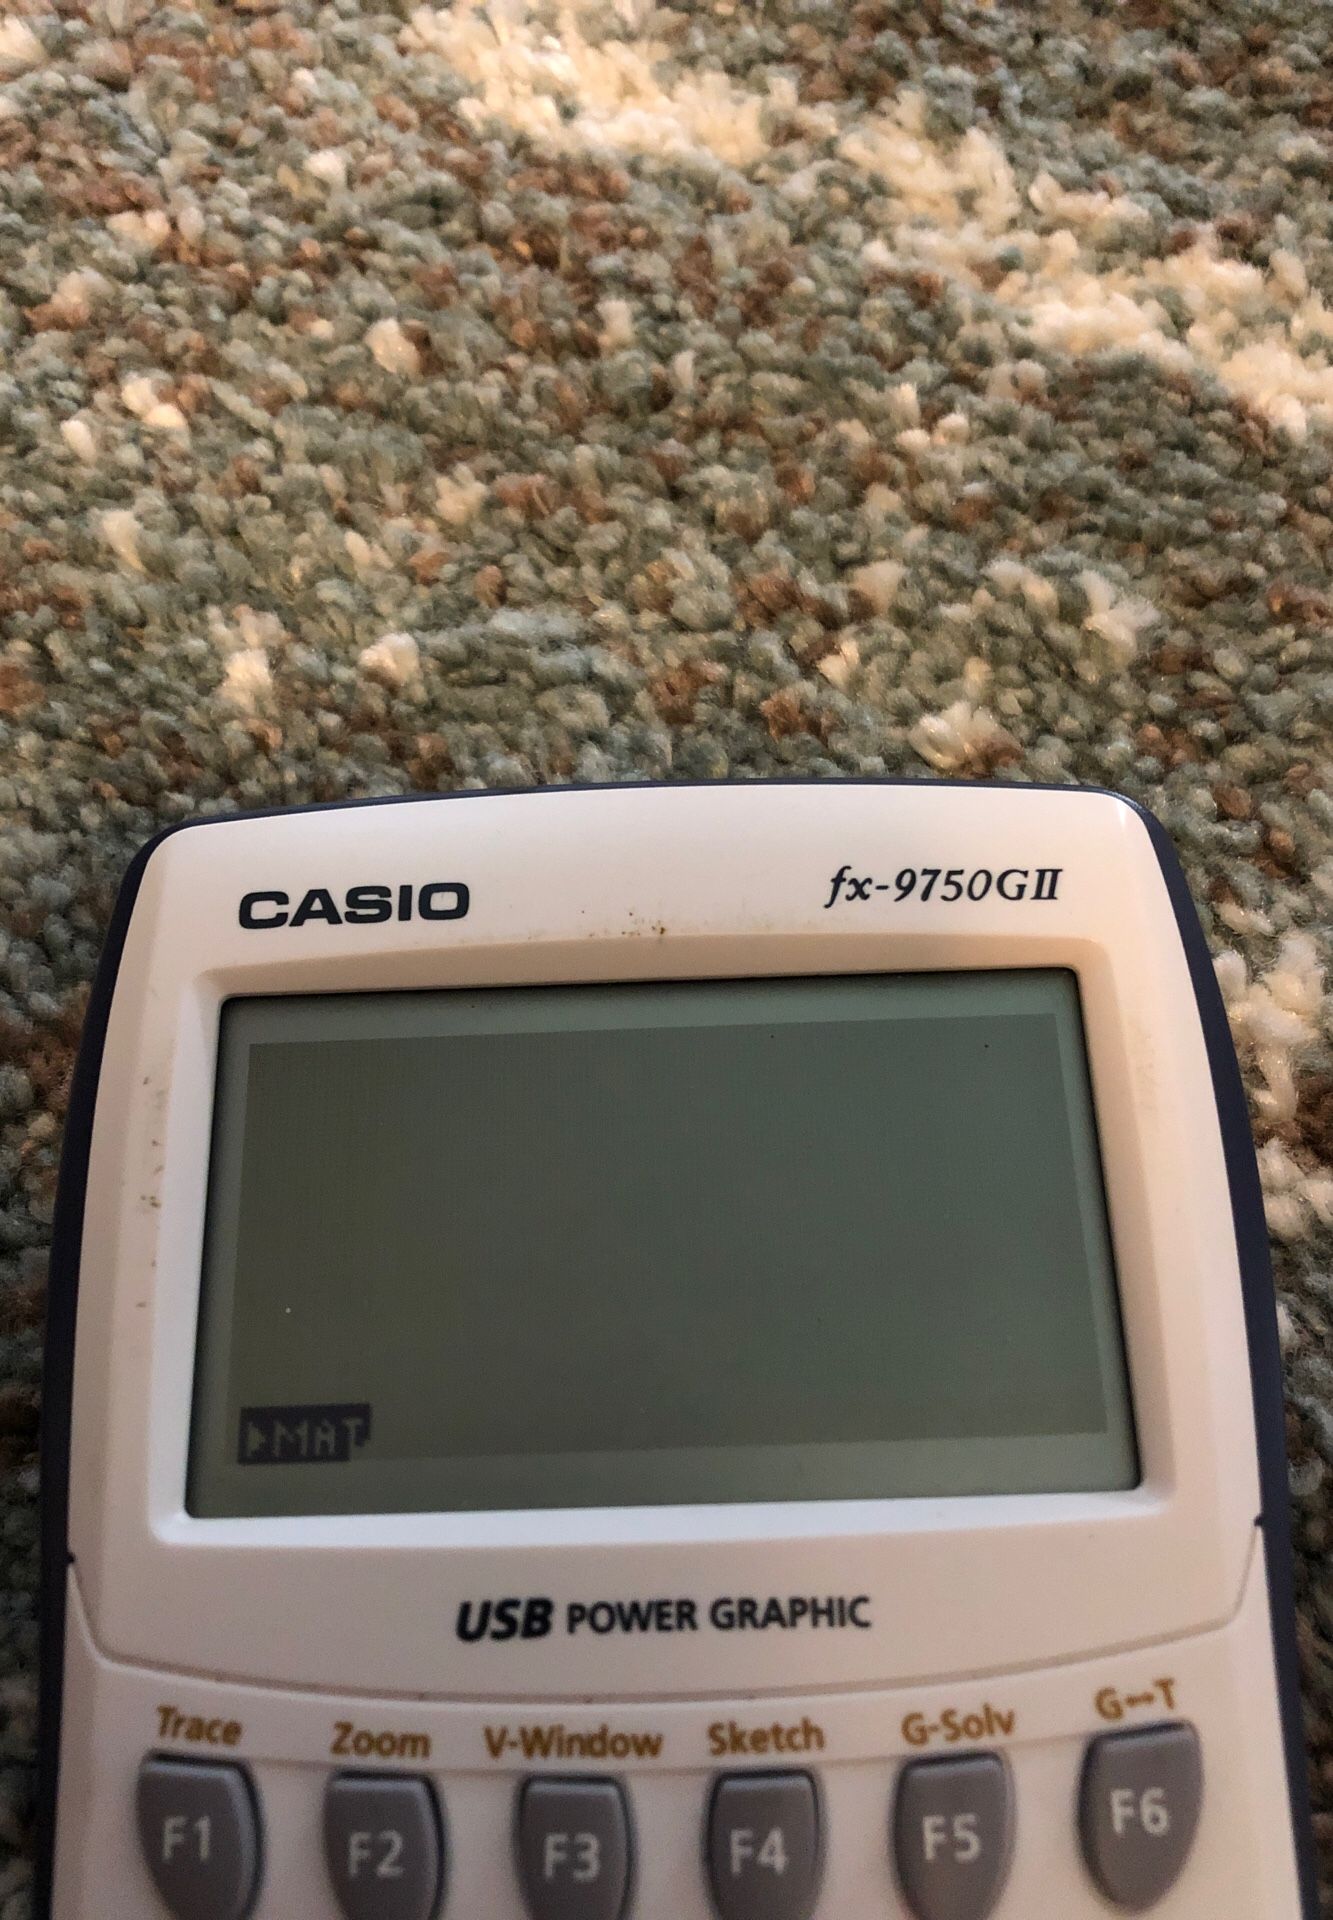 CASIO fx-9750GII
▶MAT
USB POWER GRAPHIC
Trace Zoom V-Window Sketch G-Solv G↔T
F1 F2 F3 F4 F5 F6